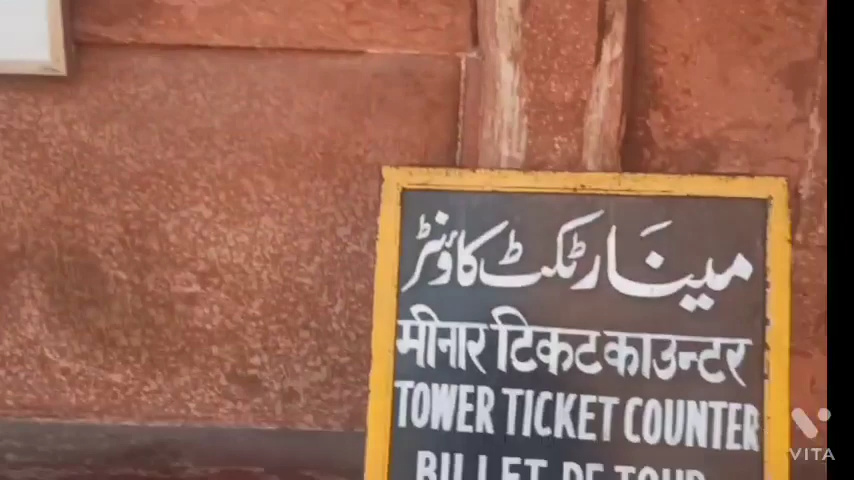 مینار ٹکٹ کاؤنٹر
मीनार टिकट काउन्टर
TOWER TICKET COUNTER
BILLET DE TOUR
VITA